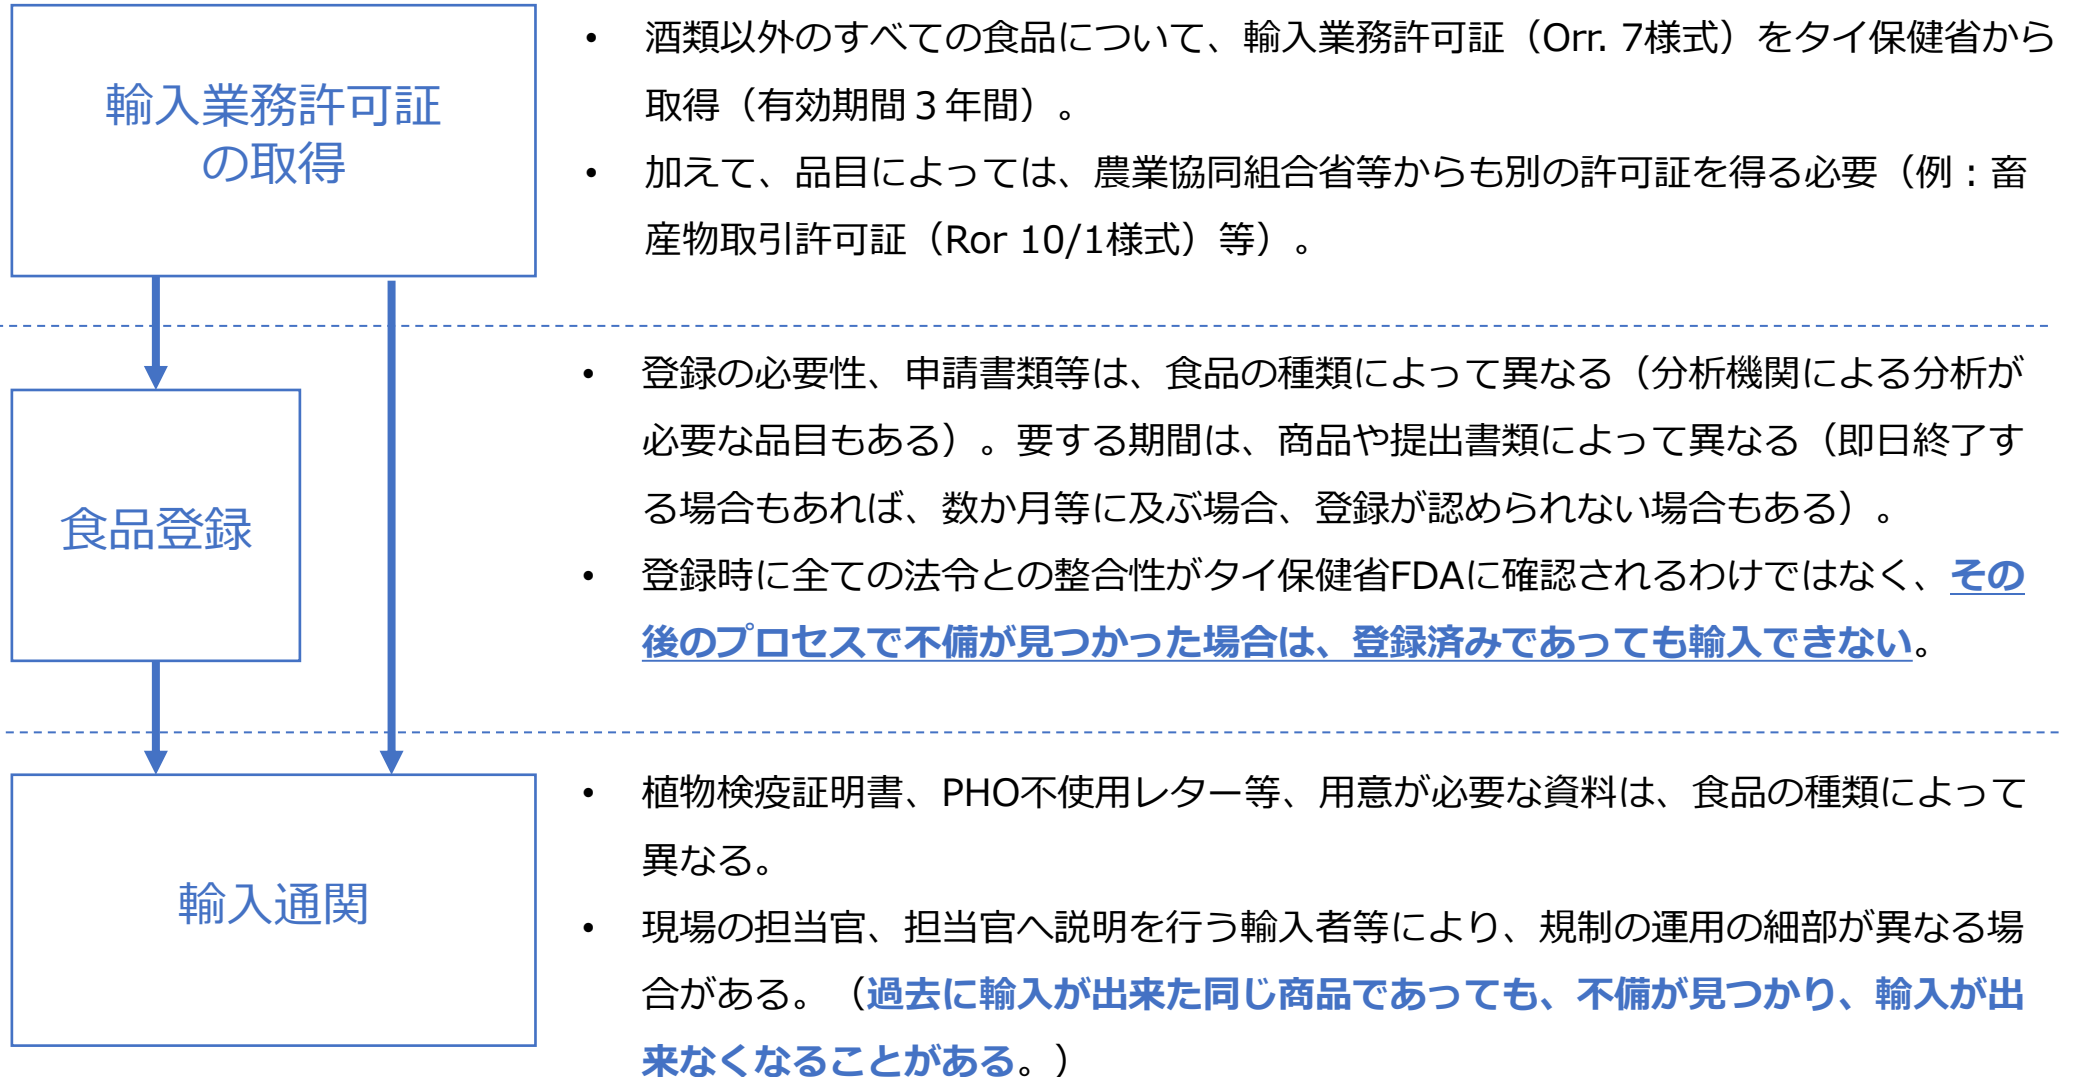 輸入業務許可証
の取得
• 酒類以外のすべての食品について、輸入業務許可証（Orr. 7様式）をタイ保健省から
取得（有効期間３年間）。
• 加えて、品目によっては、農業協同組合省等からも別の許可証を得る必要（例：畜
産物取引許可証（Ror 10/1様式）等）。
食品登録
• 登録の必要性、申請書類等は、食品の種類によって異なる（分析機関による分析が
必要な品目もある）。要する期間は、商品や提出書類によって異なる（即日終了す
る場合もあれば、数か月等に及ぶ場合、登録が認められない場合もある）。
• 登録時に全ての法令との整合性がタイ保健省FDAに確認されるわけではなく、その
後のプロセスで不備が見つかった場合は、登録済みであっても輸入できない。
輸入通関
• 植物検疫証明書、PHO不使用レター等、用意が必要な資料は、食品の種類によって
異なる。
• 現場の担当官、担当官へ説明を行う輸入者等により、規制の運用の細部が異なる場
合がある。（過去に輸入が出来た同じ商品であっても、不備が見つかり、輸入が出
来なくなることがある。）